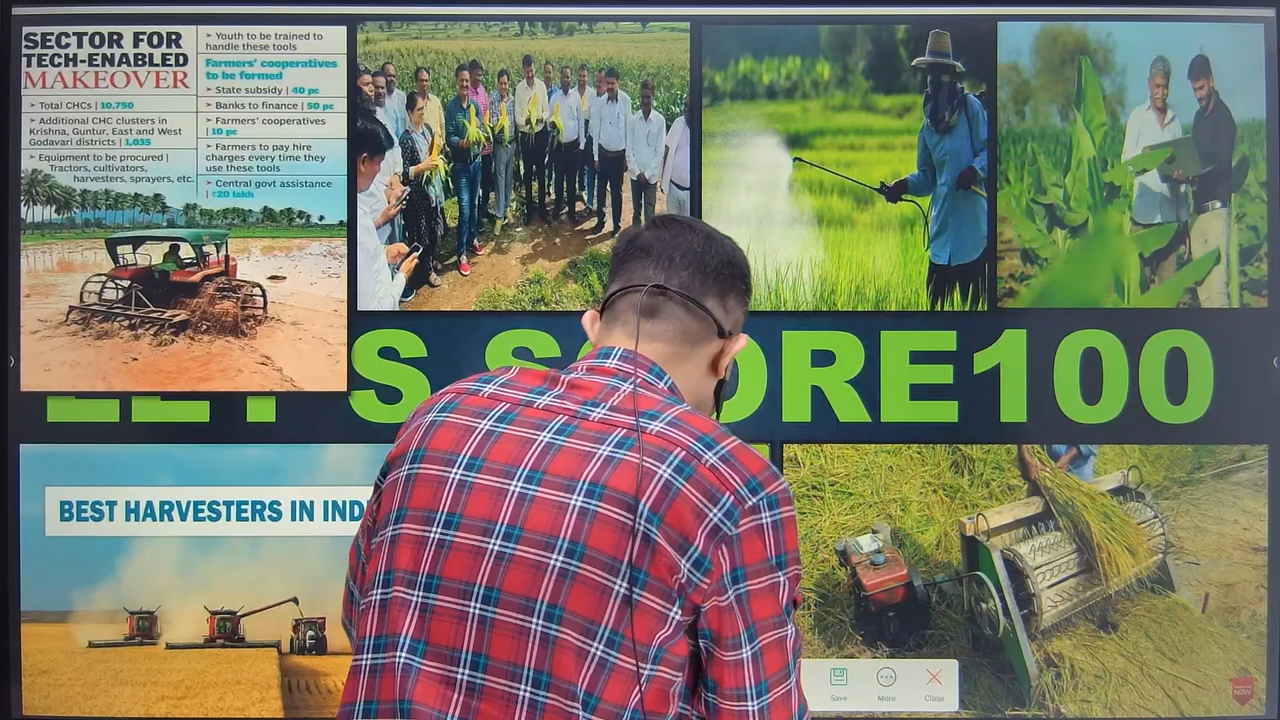 SECTOR FOR
TECH-ENABLED
MAKEOVER
➤ Total CHCs | 10,750
➤ Additional CHC clusters in
Krishna, Guntur, East and West
Godavari districts | 1,035
➤ Equipment to be procured |
Tractors, cultivators,
harvesters, sprayers, etc.
➤ Youth to be trained to
handle these tools
Farmers' cooperatives
to be formed
➤ State subsidy | 40 pc
➤ Banks to finance | 50 pc
➤ Farmers' cooperatives
| 10 pc
➤ Farmers to pay hire
charges every time they
use these tools
➤ Central govt assistance
| ₹20 lakh
S ORE100
BEST HARVESTERS IN IND
Save More Close
NOW